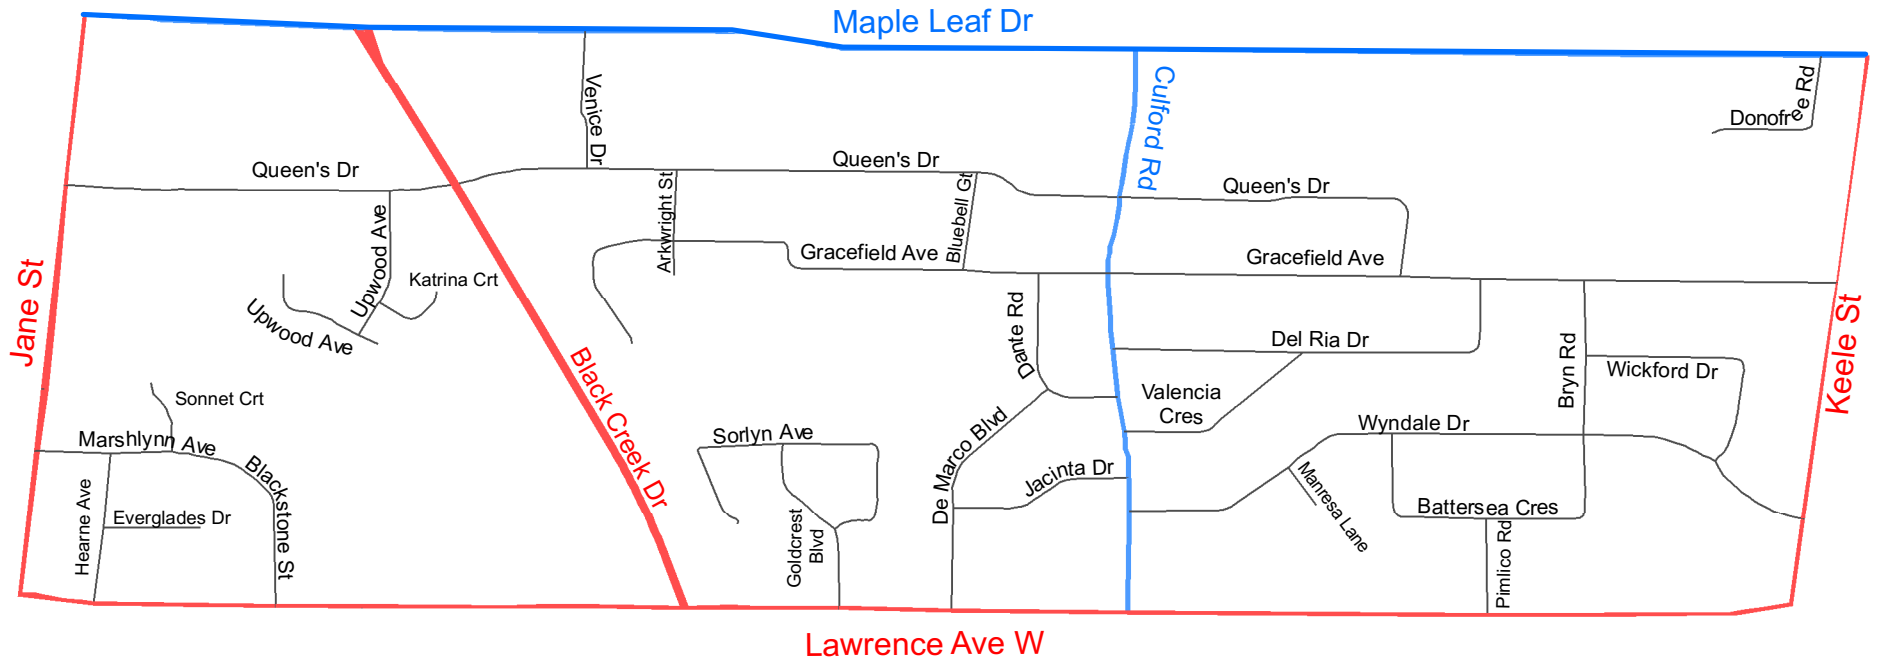 Maple Leaf Dr
Culford Rd
Donofree Rd
Venice Dr
Queen's Dr
Queen's Dr
Queen's Dr
Arkwright St
Bluebell Gt
Upwood Ave
Katrina Crt
Upwood Ave
Gracefield Ave
Gracefield Ave
Jane St
Keele St
Dante Rd
Del Ria Dr
Bryn Rd
Wickford Dr
Black Creek Dr
Sonnet Crt
Valencia
Cres
Marshlynn Ave
Blackstone St
Sorlyn Ave
De Marco Blvd
Wyndale Dr
Jacinta Dr
Manresa Lane
Battersea Cres
Hearne Ave
Everglades Dr
Goldcrest
Blvd
Pimlico Rd
Lawrence Ave W